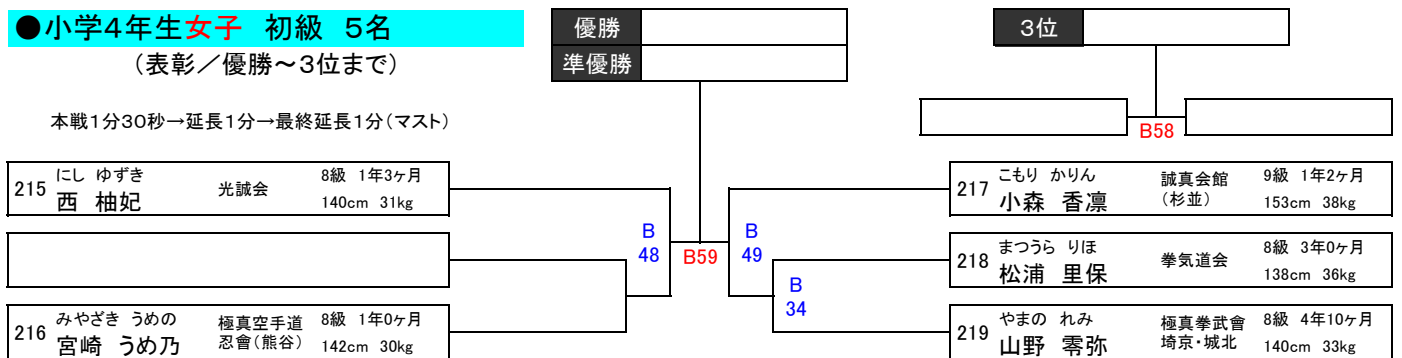 ●小学４年生女子 初級 ５名
（表彰／優勝～３位まで）
本戦１分３０秒→延長１分→最終延長１分（マスト）
優勝
準優勝
３位
B58
215 にし ゆずき
西 柚妃
光誠会
8級 1年3ヶ月
140cm 31kg
216 みやざき うめの
宮崎 うめ乃
極真空手道
忍會（熊谷）
8級 1年0ヶ月
142cm 30kg
B
48
B59
B
49
B
34
217 こもり かりん
小森 香凛
誠真会館
（杉並）
9級 1年2ヶ月
153cm 38kg
218 まつうら りほ
松浦 里保
拳気道会
8級 3年0ヶ月
138cm 36kg
219 やまの れみ
山野 零弥
極真拳武會
埼京・城北
8級 4年10ヶ月
140cm 33kg